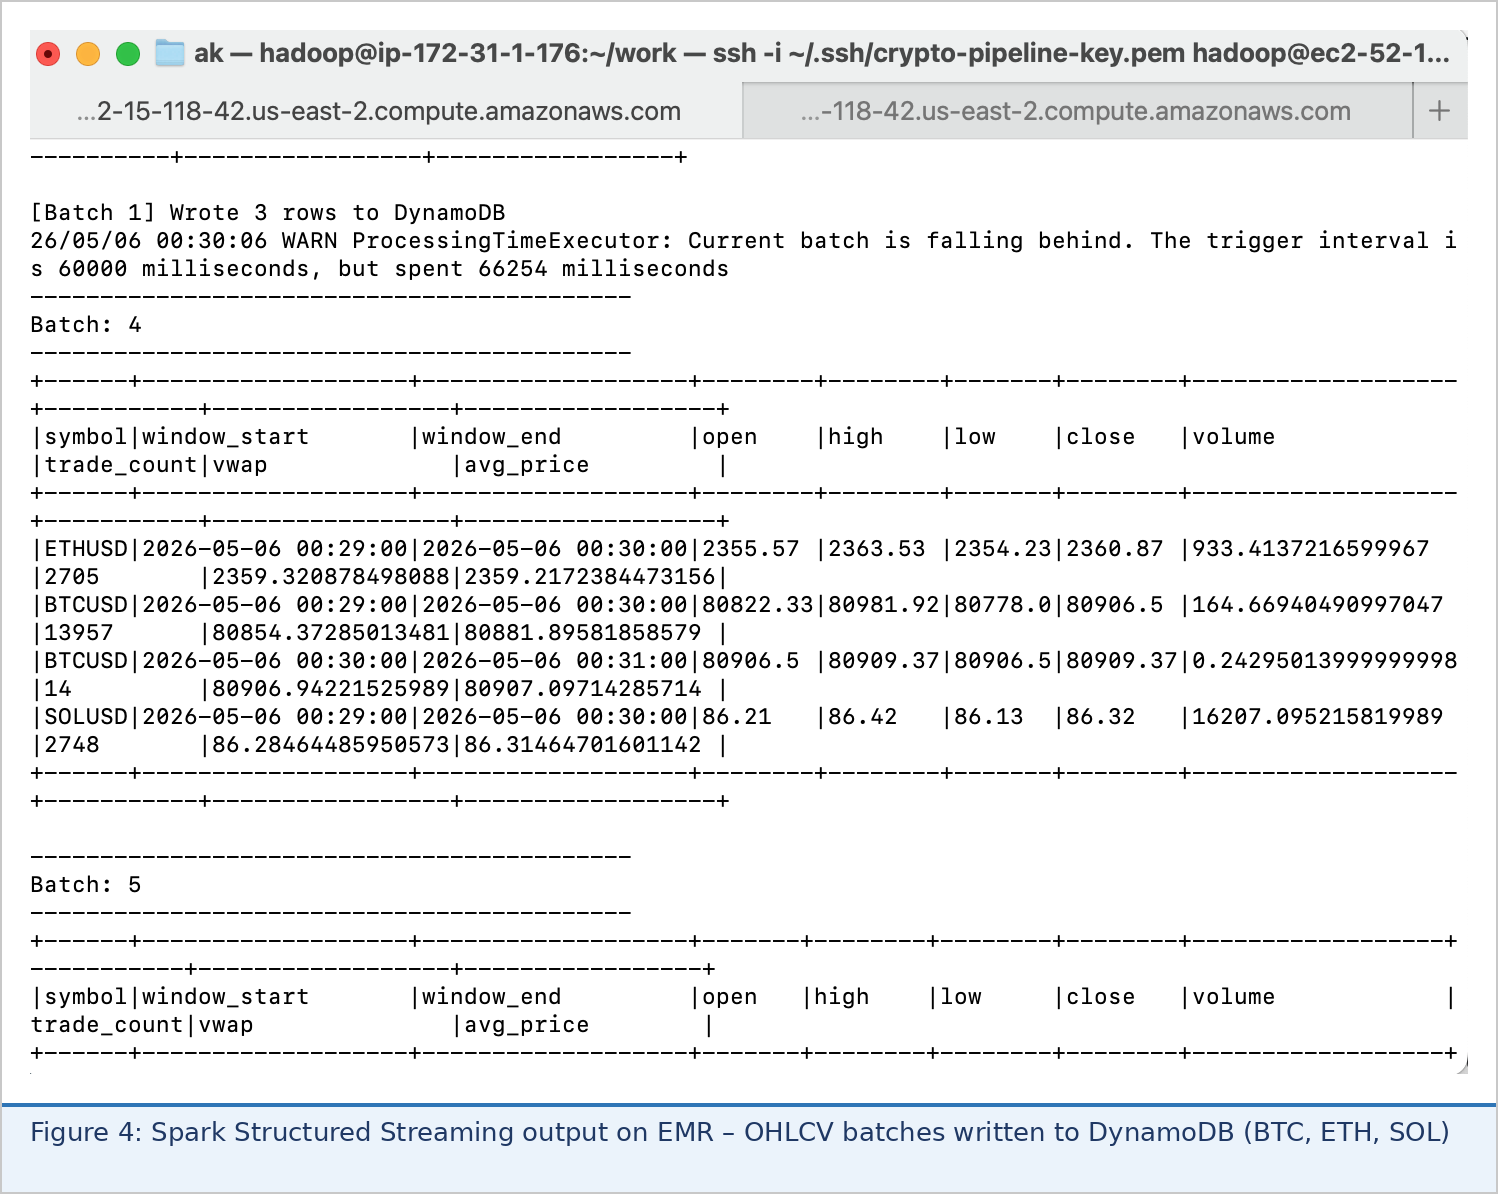 ak — hadoop@ip-172-31-1-176:~/work — ssh -i ~/.ssh/crypto-pipeline-key.pem hadoop@ec2-52-1...
...2-15-118-42.us-east-2.compute.amazonaws.com ...-118-42.us-east-2.compute.amazonaws.com +
----------+-----------------+-----------------+
[Batch 1] Wrote 3 rows to DynamoDB
26/05/06 00:30:06 WARN ProcessingTimeExecutor: Current batch is falling behind. The trigger interval i
s 60000 milliseconds, but spent 66254 milliseconds
-------------------------------------------
Batch: 4
-------------------------------------------
+------+-------------------+-------------------+--------+--------+-------+--------+-------------------
+-----------+-----------------+------------------+
|symbol|window_start       |window_end         |open    |high    |low    |close   |volume
|trade_count|vwap             |avg_price         |
+------+-------------------+-------------------+--------+--------+-------+--------+-------------------
+-----------+-----------------+------------------+
|ETHUSD|2026-05-06 00:29:00|2026-05-06 00:30:00|2355.57 |2363.53 |2354.23|2360.87 |933.4137216599967
|2705       |2359.320878498088|2359.2172384473156|
|BTCUSD|2026-05-06 00:29:00|2026-05-06 00:30:00|80822.33|80981.92|80778.0|80906.5 |164.66940490997047
|13957      |80854.37285013481|80881.89581858579 |
|BTCUSD|2026-05-06 00:30:00|2026-05-06 00:31:00|80906.5 |80909.37|80906.5|80909.37|0.24295013999999998
|14         |80906.94221525989|80907.09714285714 |
|SOLUSD|2026-05-06 00:29:00|2026-05-06 00:30:00|86.21   |86.42   |86.13  |86.32   |16207.095215819989
|2748       |86.28464485950573|86.31464701601142 |
+------+-------------------+-------------------+--------+--------+-------+--------+-------------------
+-----------+-----------------+------------------+
-------------------------------------------
Batch: 5
-------------------------------------------
+------+-------------------+-------------------+-------+--------+--------+--------+------------------+
-----------+------------------+-----------------+
|symbol|window_start       |window_end         |open   |high    |low     |close   |volume            |
trade_count|vwap              |avg_price        |
+------+-------------------+-------------------+-------+--------+--------+--------+------------------+
Figure 4: Spark Structured Streaming output on EMR – OHLCV batches written to DynamoDB (BTC, ETH, SOL)